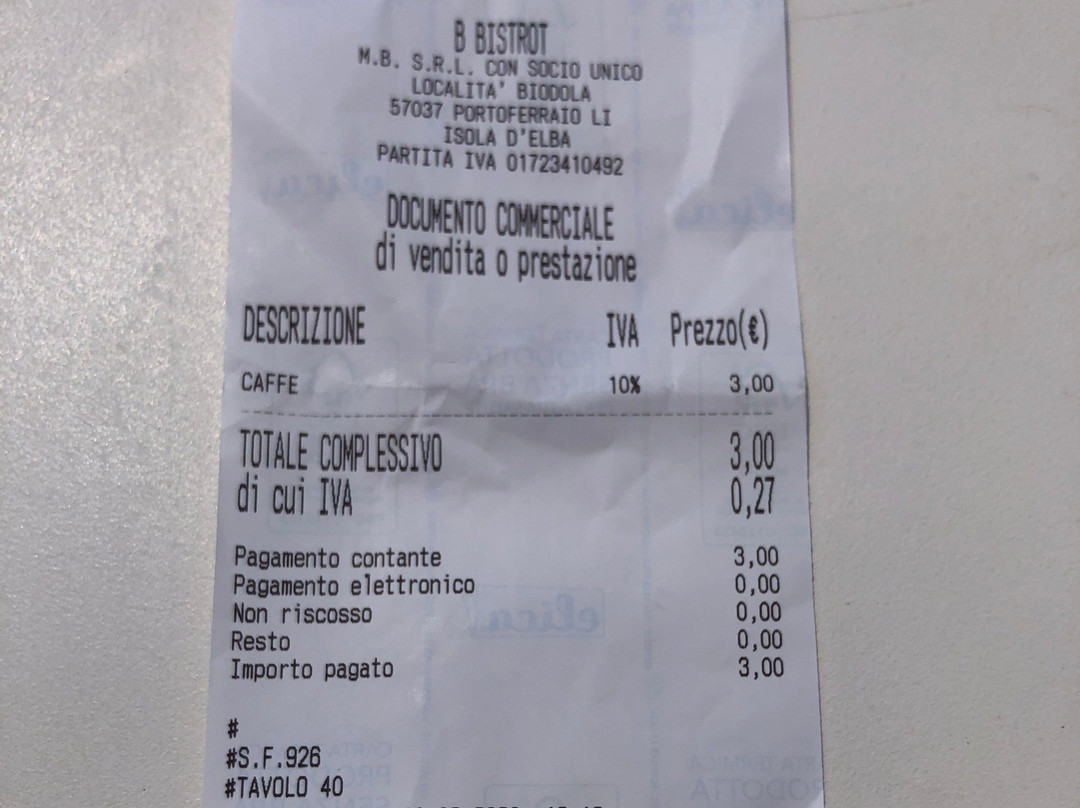 B BISTROT
M.B. S.R.L. CON SOCIO UNICO
LOCALITA' BIODOLA
57037 PORTOFERRAIO LI
ISOLA D'ELBA
PARTITA IVA 01723410492
DOCUMENTO COMMERCIALE
di vendita o prestazione
DESCRIZIONE IVA Prezzo(€)
CAFFE 10% 3,00
TOTALE COMPLESSIVO 3,00
di cui IVA 0,27
Pagamento contante 3,00
Pagamento elettronico 0,00
Non riscosso 0,00
Resto 0,00
Importo pagato 3,00
#
#S.F.926
#TAVOLO 40